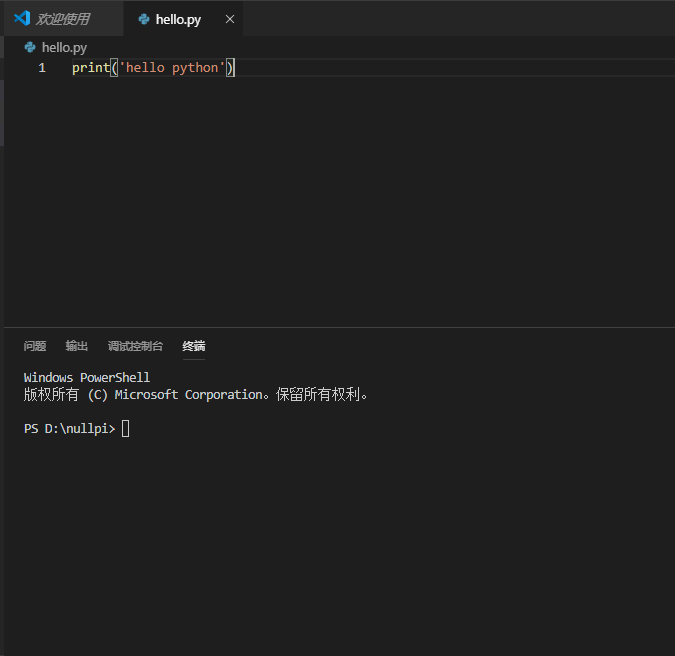 欢迎使用 hello.py
hello.py
1 print('hello python')
问题 输出 调试控制台 终端
Windows PowerShell
版权所有 (C) Microsoft Corporation。保留所有权利。
PS D:\nullpi>